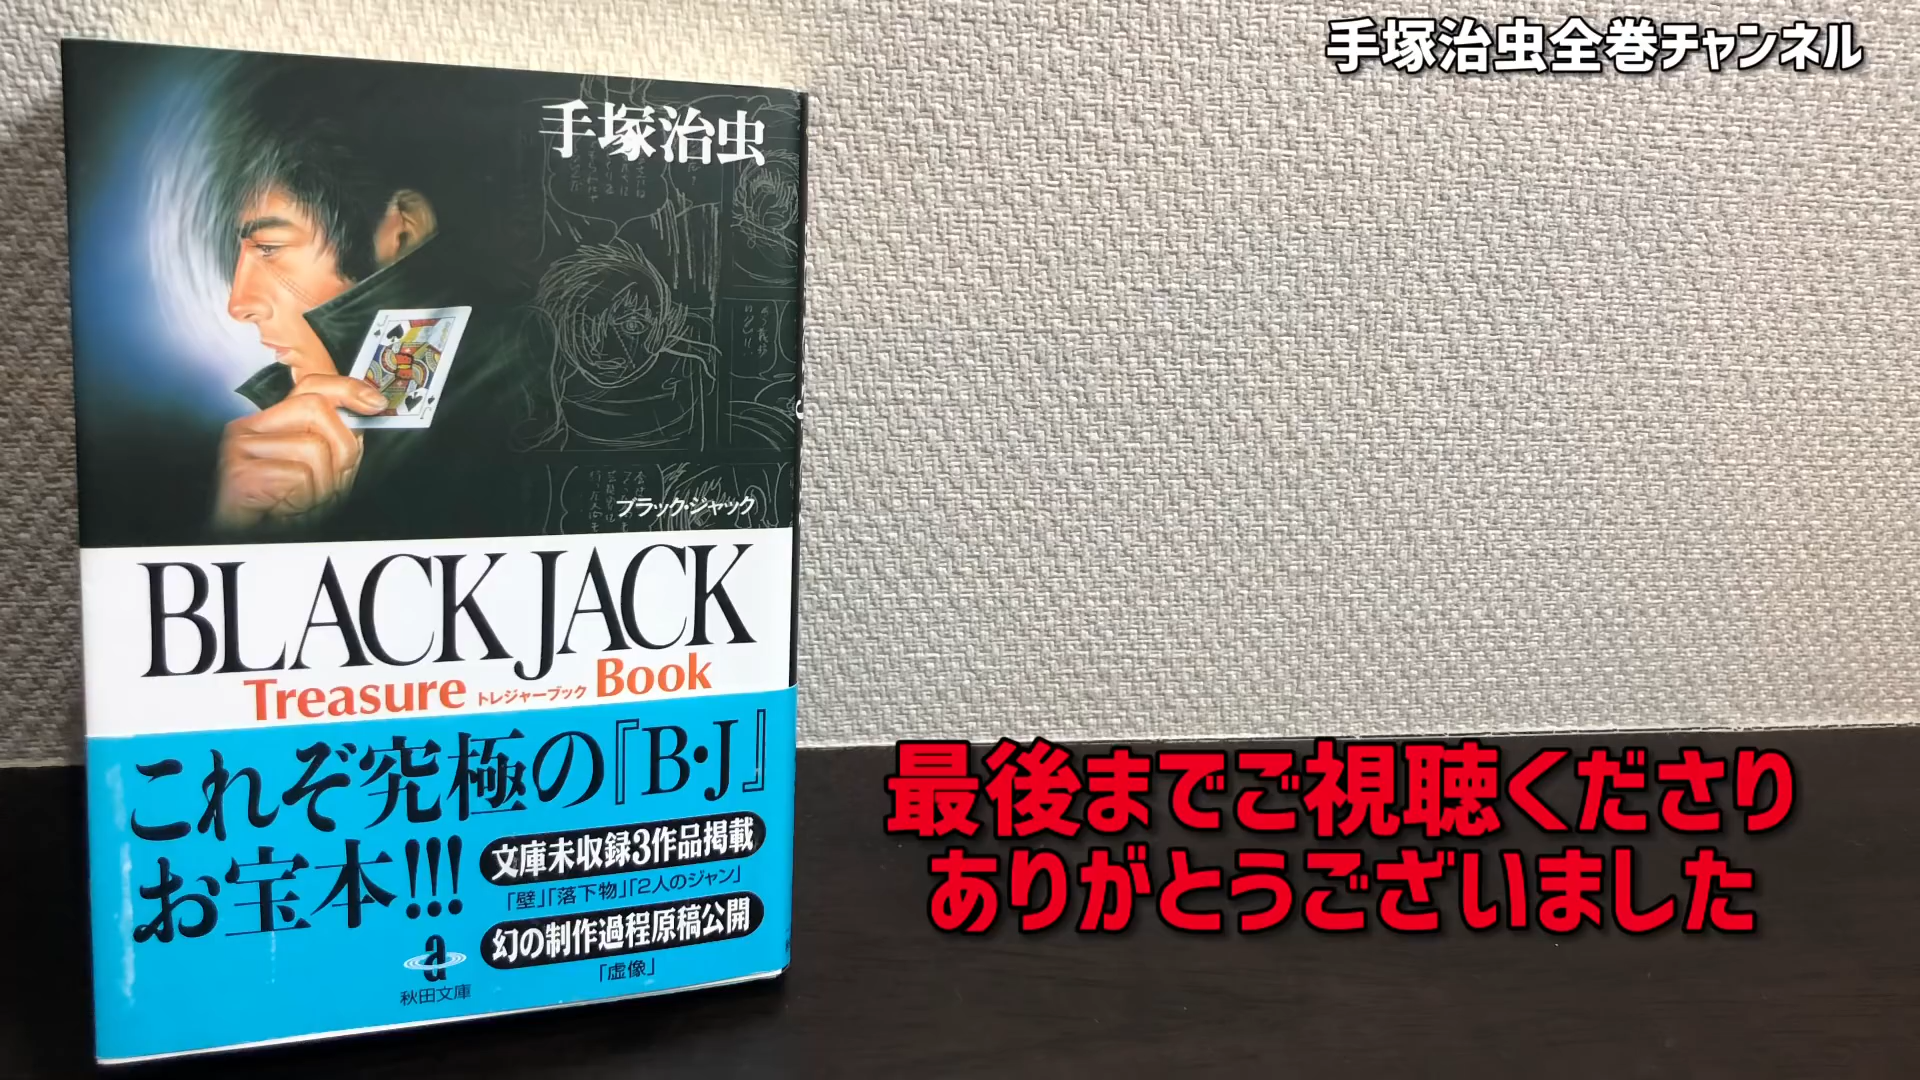 手塚治虫全巻チャンネル
手塚治虫
ブラック・ジャック
BLACK JACK
Treasure トレジャーブック Book
これぞ究極の『B・J』
お宝本!!!
文庫未収録3作品掲載
「壁」「落下物」「2人のジャン」
幻の制作過程原稿公開
「虚像」
a
秋田文庫
最後までご視聴くださり
ありがとうございました